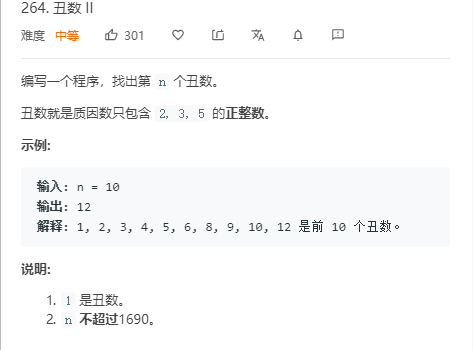 264. 丑数 II
难度 中等 301
编写一个程序，找出第 n 个丑数。
丑数就是质因数只包含 2, 3, 5 的正整数。
示例:
输入: n = 10
输出: 12
解释: 1, 2, 3, 4, 5, 6, 8, 9, 10, 12 是前 10 个丑数。
说明:
1. 1 是丑数。
2. n 不超过1690。